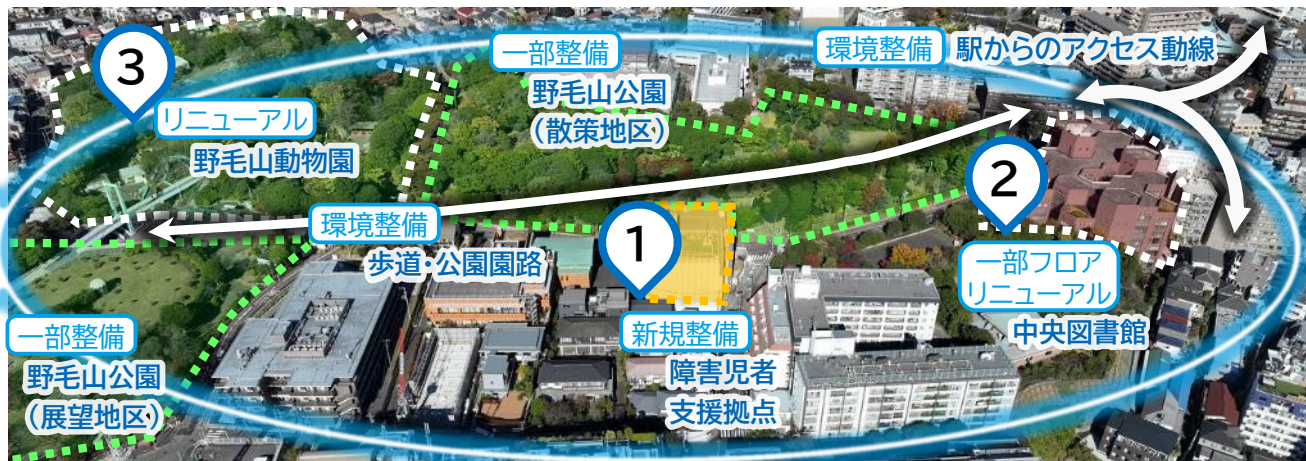 3
リニューアル
野毛山動物園
一部整備
野毛山公園
（散策地区）
環境整備
駅からのアクセス動線
2
一部フロア
リニューアル
中央図書館
環境整備
歩道・公園園路
1
新規整備
障害児者
支援拠点
一部整備
野毛山公園
（展望地区）